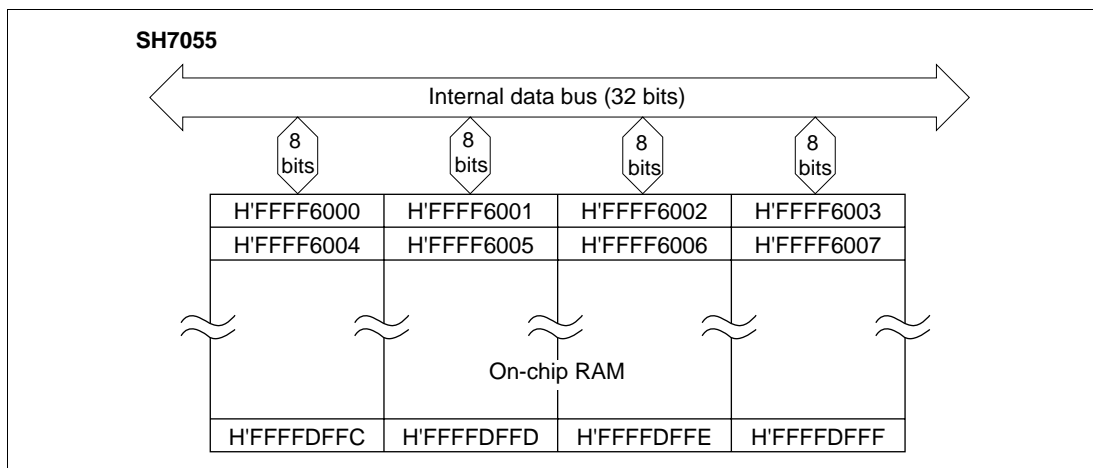 SH7055
Internal data bus (32 bits)
8 bits
8 bits
8 bits
8 bits
H'FFFF6000 H'FFFF6001 H'FFFF6002 H'FFFF6003
H'FFFF6004 H'FFFF6005 H'FFFF6006 H'FFFF6007
On-chip RAM
H'FFFFDFFC H'FFFFDFFD H'FFFFDFFE H'FFFFDFFF